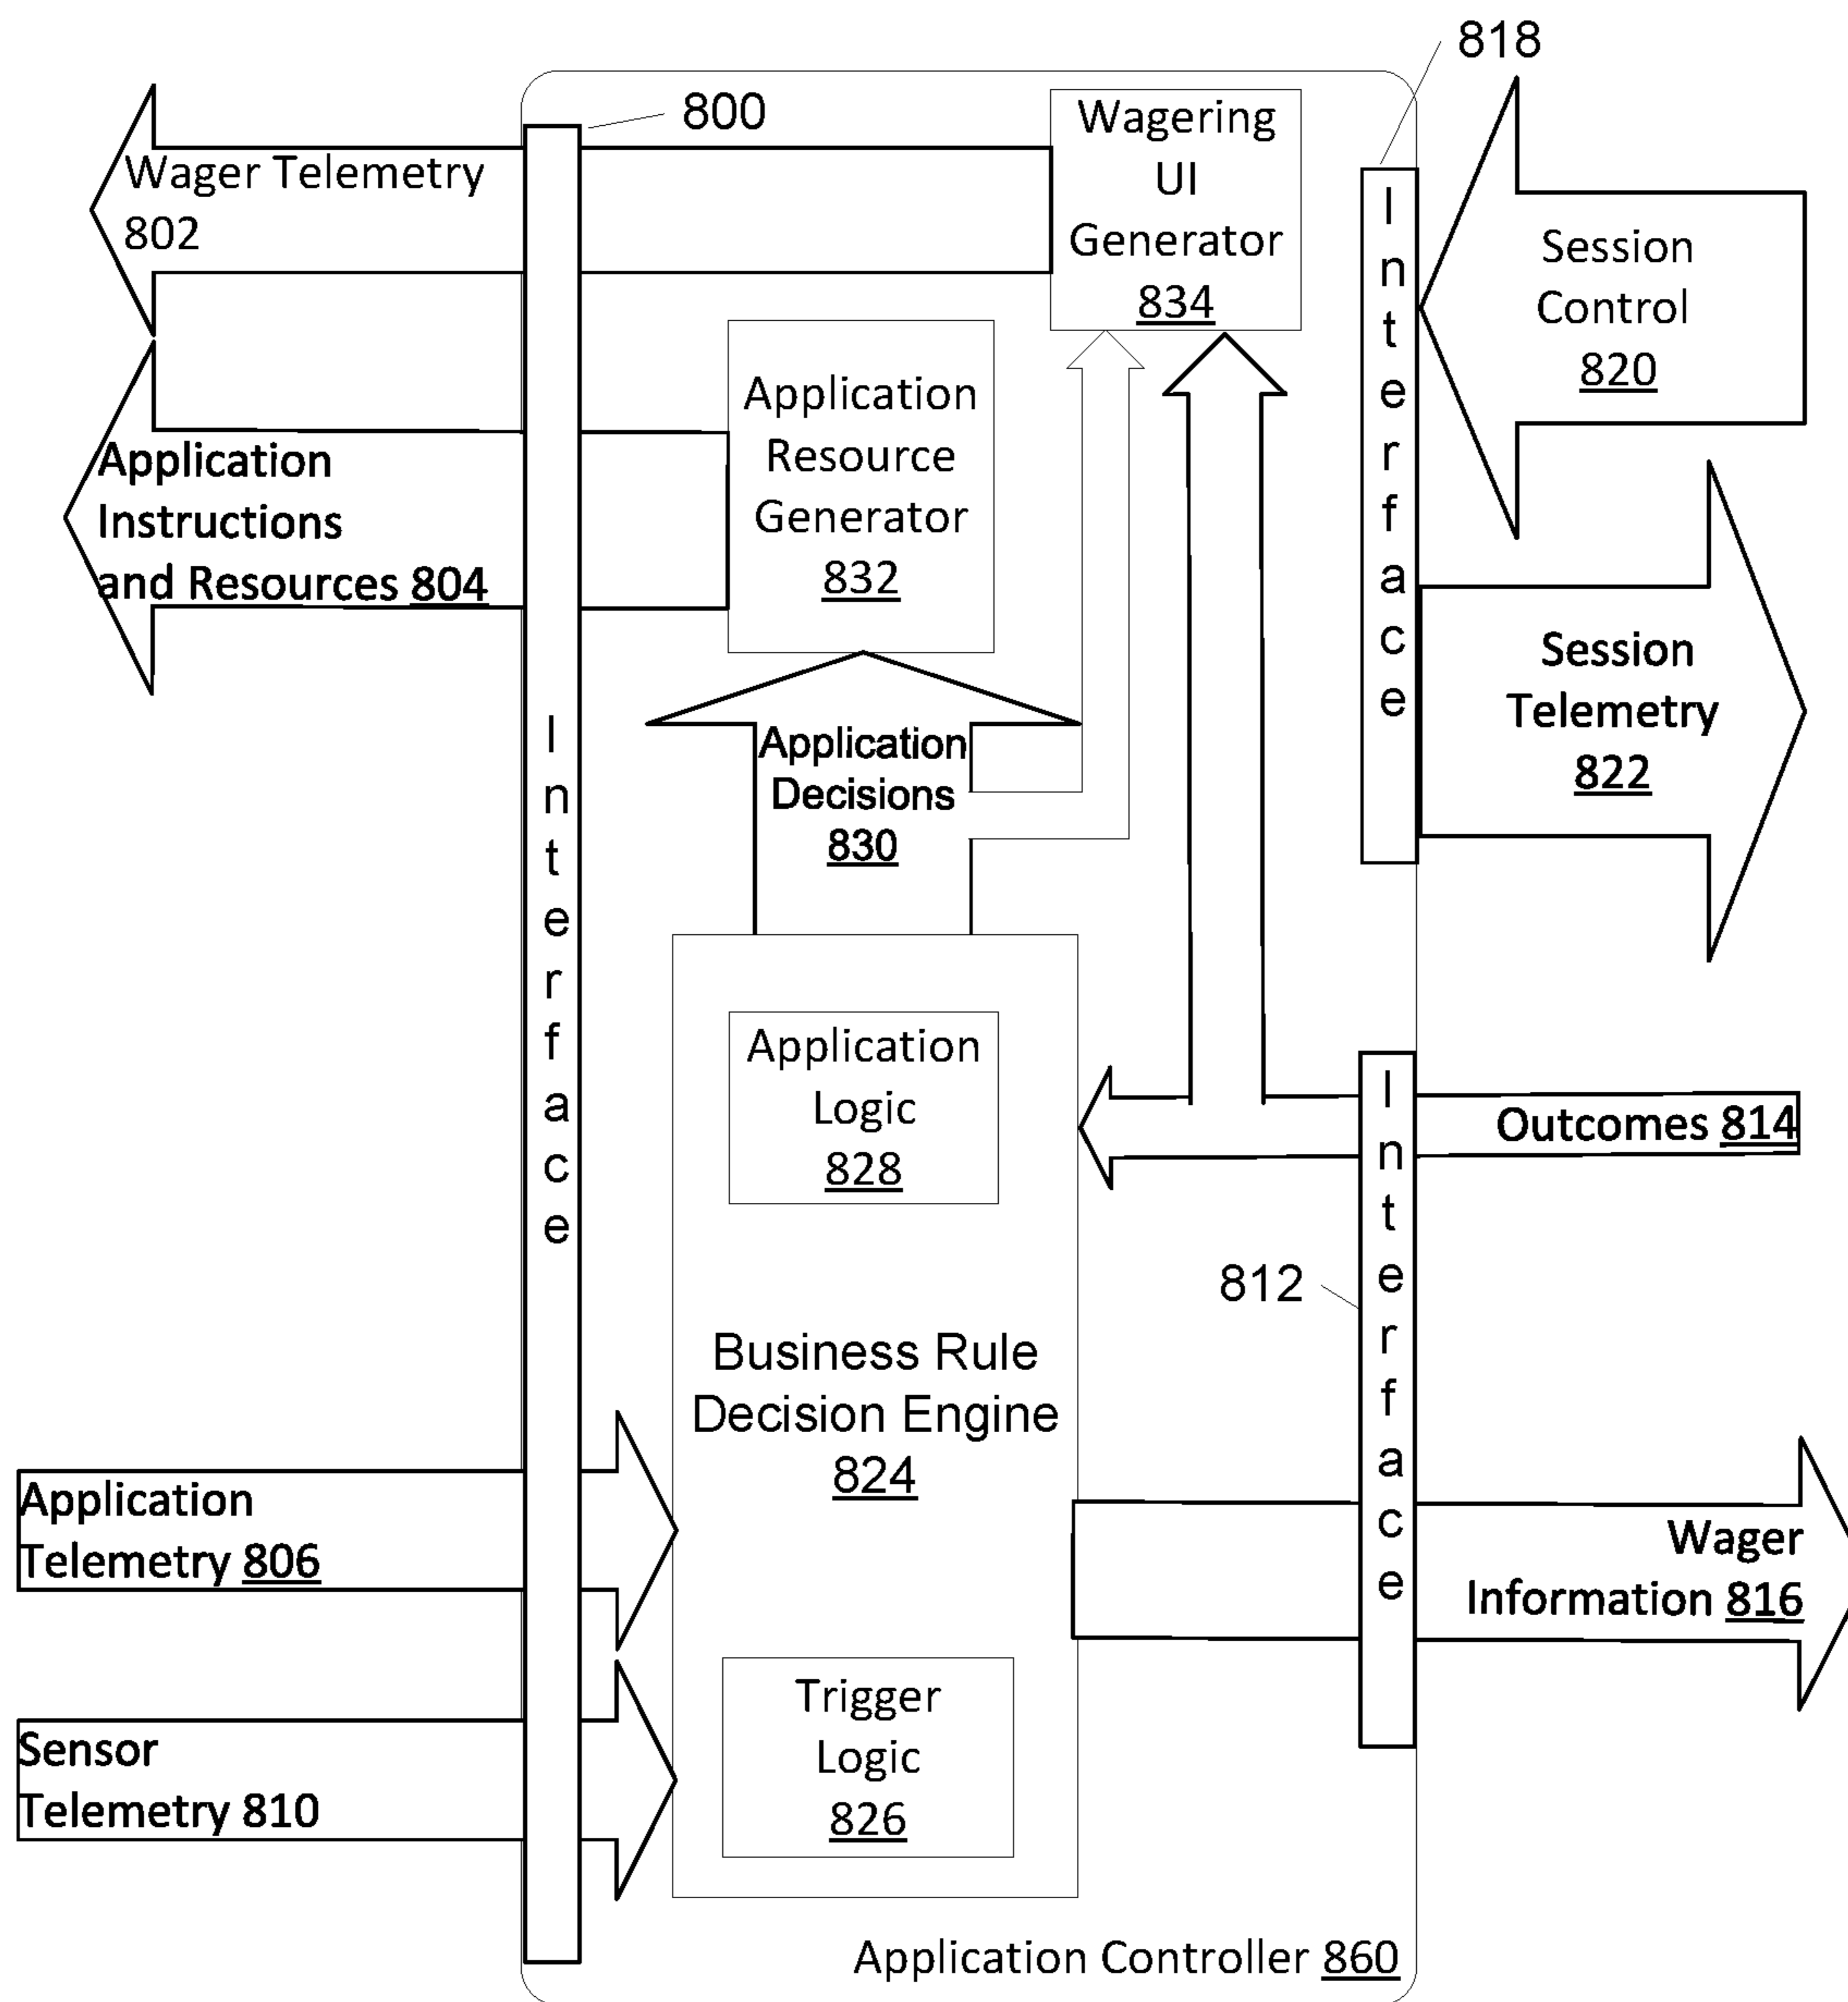 818
800
Wagering
UI
Generator
834
Wager Telemetry
802
Interface
Session
Control
820
Application
Resource
Generator
832
Application
Instructions
and Resources 804
Session
Telemetry
822
Interface
Application
Decisions
830
Application
Logic
828
Interface
Outcomes 814
812
Business Rule
Decision Engine
824
Application
Telemetry 806
Wager
Information 816
Trigger
Logic
826
Sensor
Telemetry 810
Application Controller 860